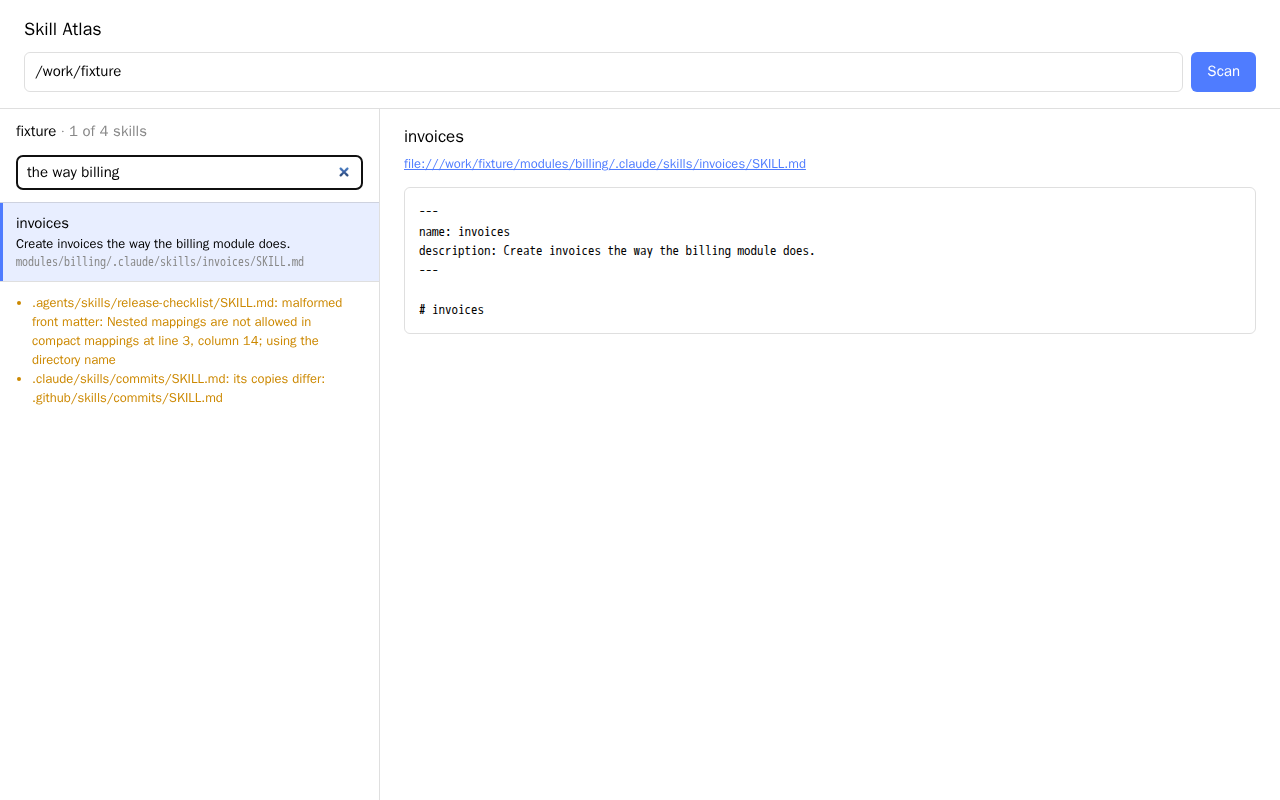 Skill Atlas
/work/fixture
Scan
fixture · 1 of 4 skills
the way billing
invoices
Create invoices the way the billing module does.
modules/billing/.claude/skills/invoices/SKILL.md
.agents/skills/release-checklist/SKILL.md: malformed
front matter: Nested mappings are not allowed in
compact mappings at line 3, column 14; using the
directory name
.claude/skills/commits/SKILL.md: its copies differ:
.github/skills/commits/SKILL.md
invoices
file:///work/fixture/modules/billing/.claude/skills/invoices/SKILL.md
---
name: invoices
description: Create invoices the way the billing module does.
---
# invoices